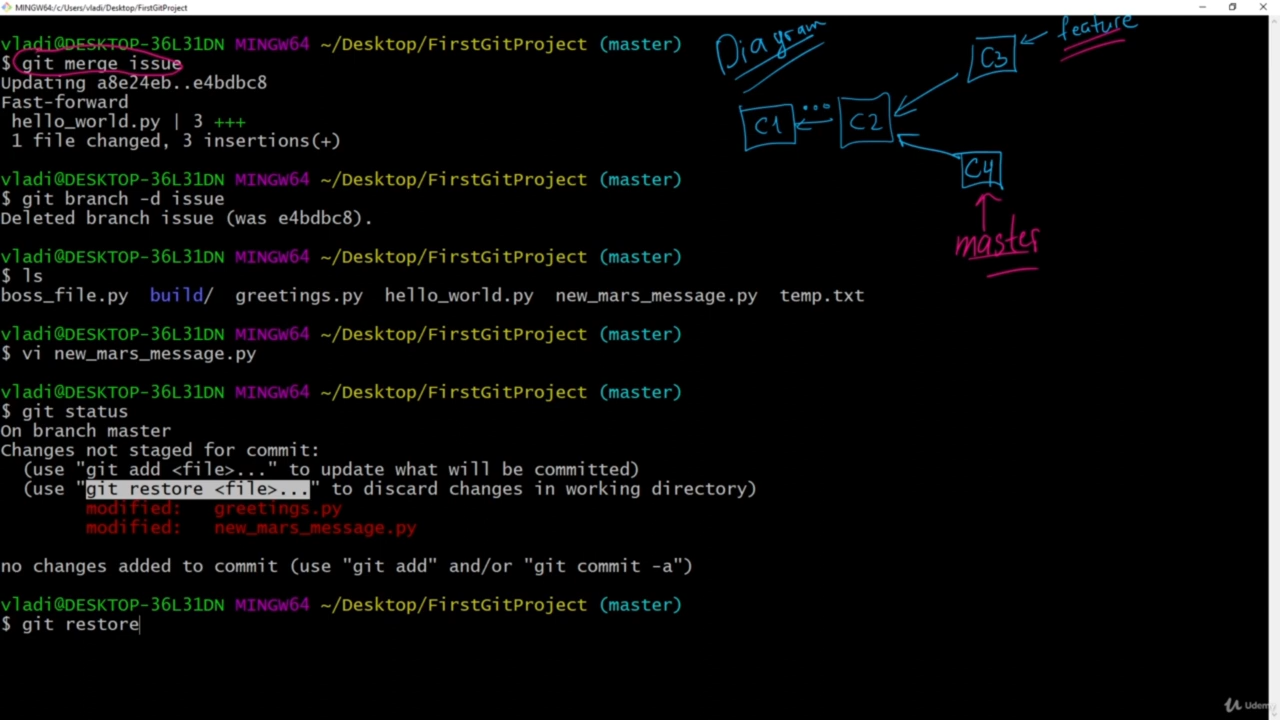 MINGW64:/c/Users/vladi/Desktop/FirstGitProject
vladi@DESKTOP-36L31DN MINGW64 ~/Desktop/FirstGitProject (master)
$ git merge issue
Updating a8e24eb..e4bdbc8
Fast-forward
hello_world.py | 3 +++
1 file changed, 3 insertions(+)
vladi@DESKTOP-36L31DN MINGW64 ~/Desktop/FirstGitProject (master)
$ git branch -d issue
Deleted branch issue (was e4bdbc8).
vladi@DESKTOP-36L31DN MINGW64 ~/Desktop/FirstGitProject (master)
$ ls
boss_file.py build/ greetings.py hello_world.py new_mars_message.py temp.txt
vladi@DESKTOP-36L31DN MINGW64 ~/Desktop/FirstGitProject (master)
$ vi new_mars_message.py
vladi@DESKTOP-36L31DN MINGW64 ~/Desktop/FirstGitProject (master)
$ git status
On branch master
Changes not staged for commit:
(use "git add <file>..." to update what will be committed)
(use "git restore <file>..." to discard changes in working directory)
modified: greetings.py
modified: new_mars_message.py
no changes added to commit (use "git add" and/or "git commit -a")
vladi@DESKTOP-36L31DN MINGW64 ~/Desktop/FirstGitProject (master)
$ git restore
Diagram
feature
C3
C1 ... C2
C4
master
Udemy